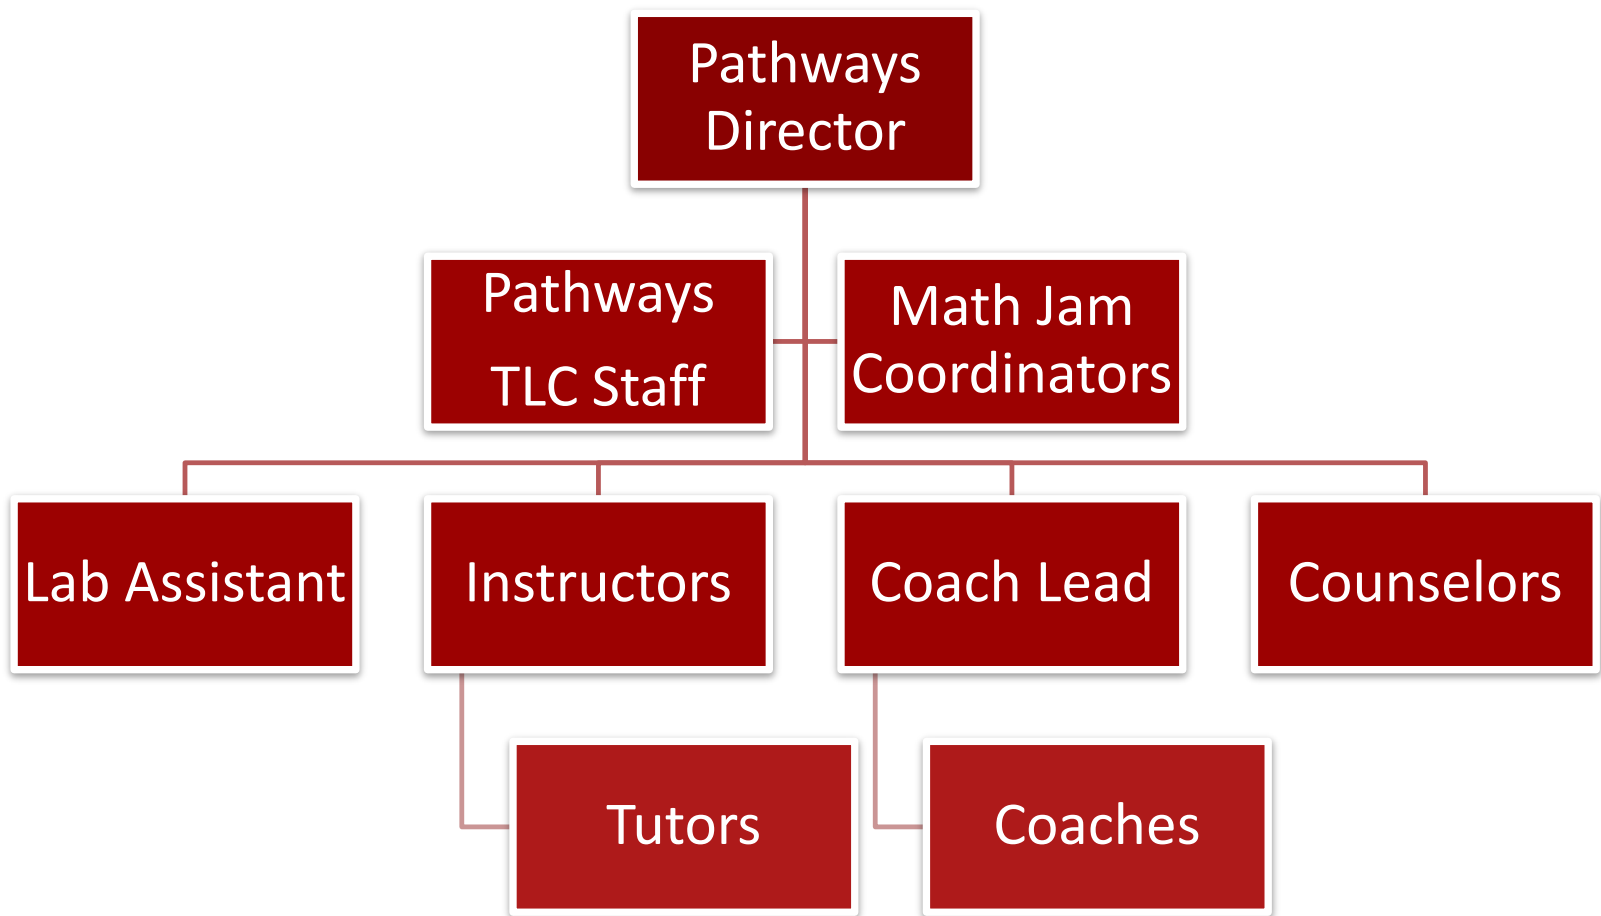 Pathways
Director
Pathways
TLC Staff
Math Jam
Coordinators
Lab Assistant
Instructors
Coach Lead
Counselors
Tutors
Coaches